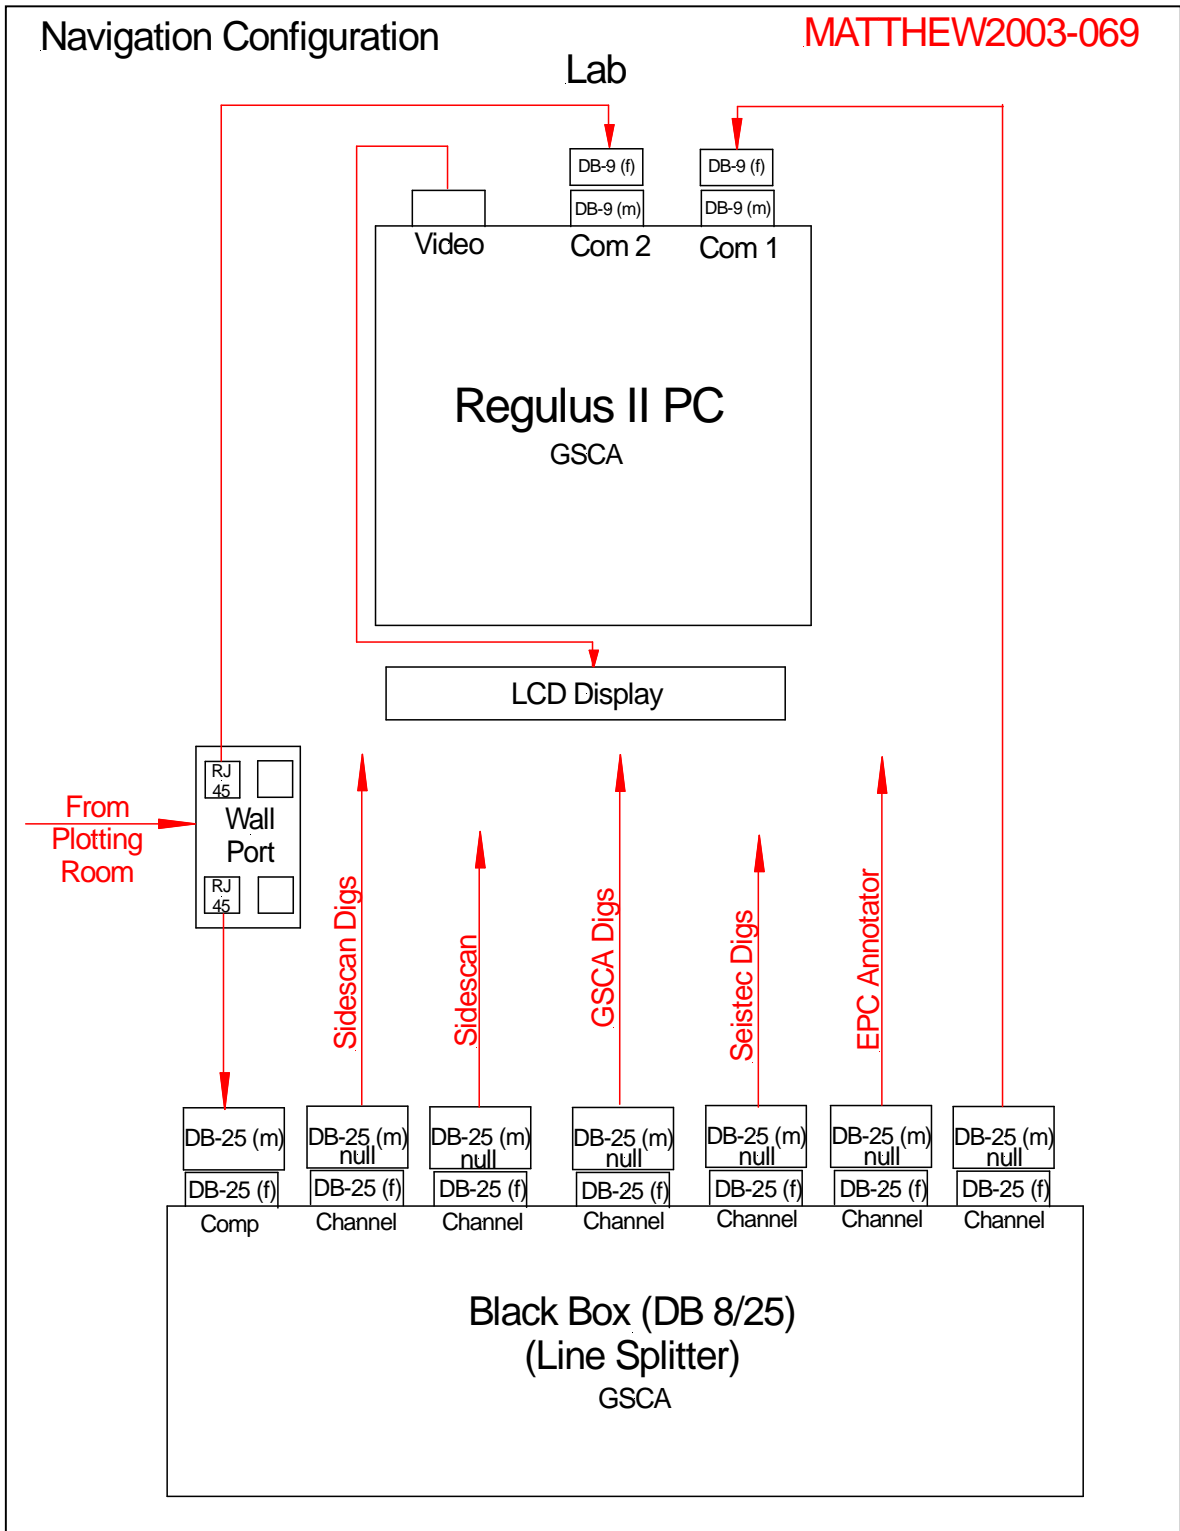 Navigation Configuration
MATTHEW2003-069
Lab
DB-9 (f)
DB-9 (f)
DB-9 (m)
DB-9 (m)
Video
Com 2
Com 1
Regulus II PC
GSCA
LCD Display
RJ
45
From
Plotting
Room
Wall
Port
RJ
45
Sidescan Digs
Sidescan
GSCA Digs
Seistec Digs
EPC Annotator
DB-25 (m)
DB-25 (m)
null
DB-25 (m)
null
DB-25 (m)
null
DB-25 (m)
null
DB-25 (m)
null
DB-25 (m)
null
DB-25 (f)
DB-25 (f)
DB-25 (f)
DB-25 (f)
DB-25 (f)
DB-25 (f)
DB-25 (f)
Comp
Channel
Channel
Channel
Channel
Channel
Channel
Black Box (DB 8/25)
(Line Splitter)
GSCA